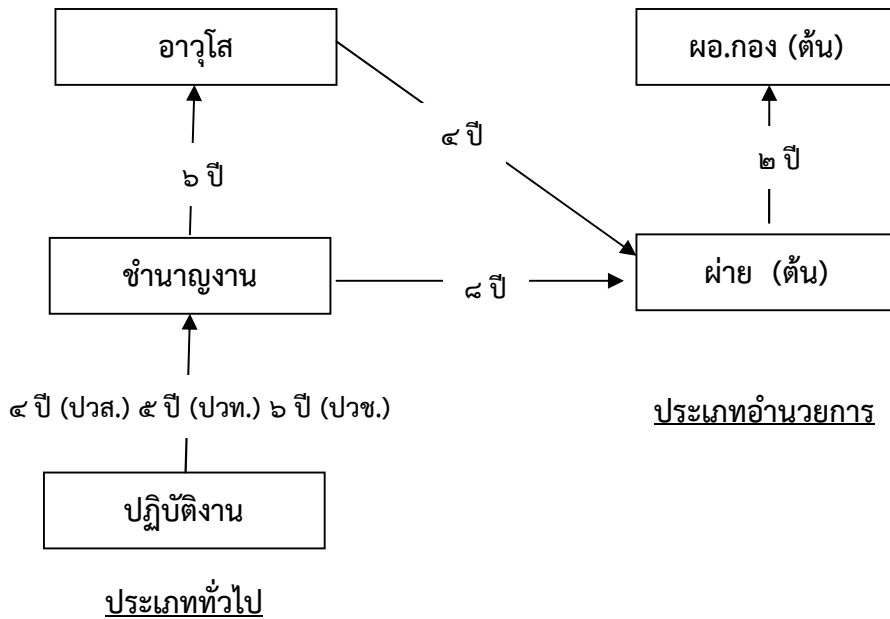 อาวุโส
ผอ.กอง (ต้น)
๔ ปี
๖ ปี
๒ ปี
ชำนาญงาน
๘ ปี
ฝ่าย (ต้น)
๔ ปี (ปวส.) ๕ ปี (ปวท.) ๖ ปี (ปวช.)
ประเภทอำนวยการ
ปฏิบัติงาน
ประเภททั่วไป